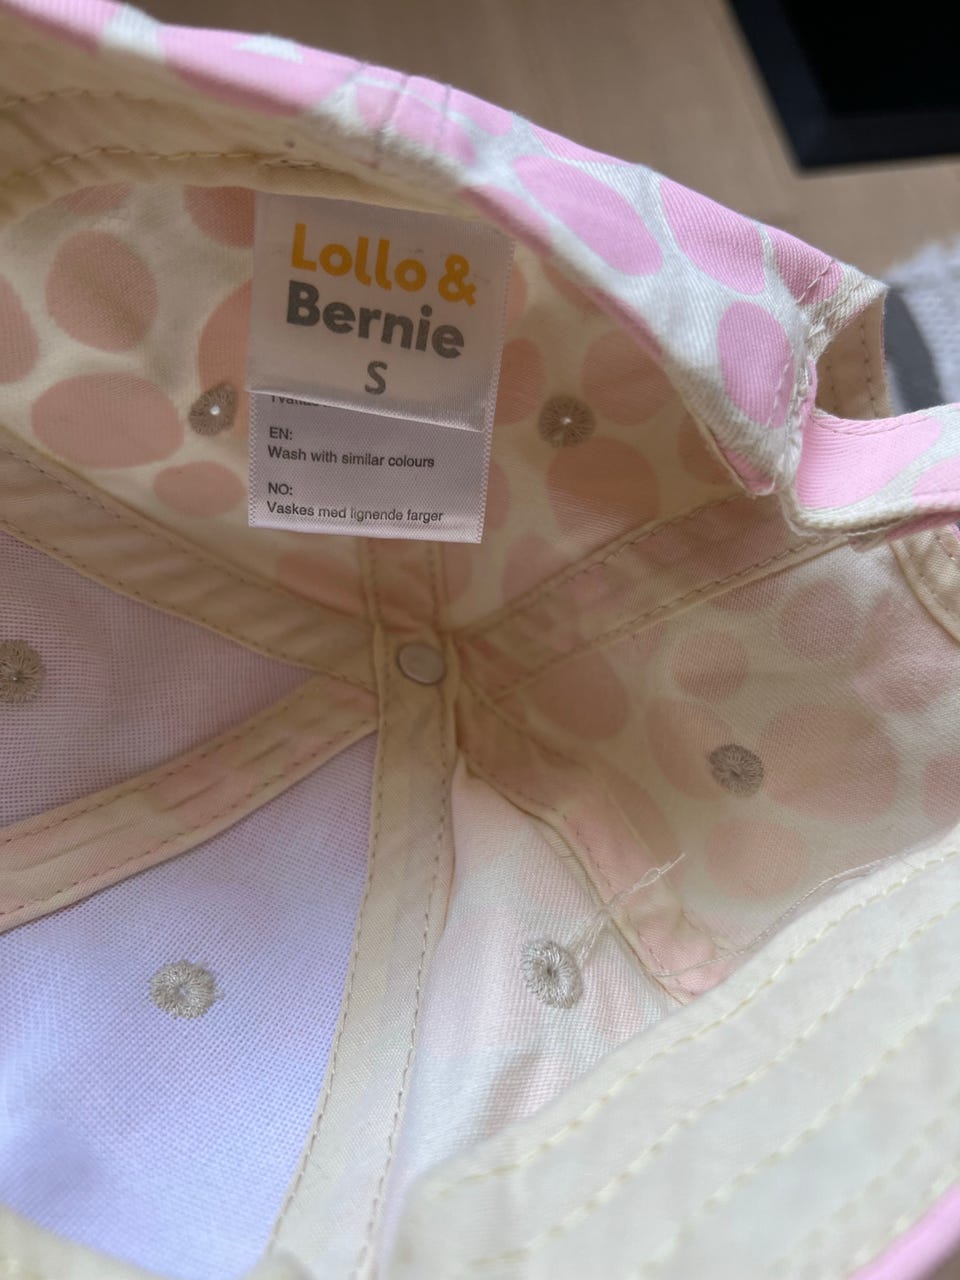 Lollo &
Bernie
S
EN:
Wash with similar colours
NO:
Vaskes med lignende farger